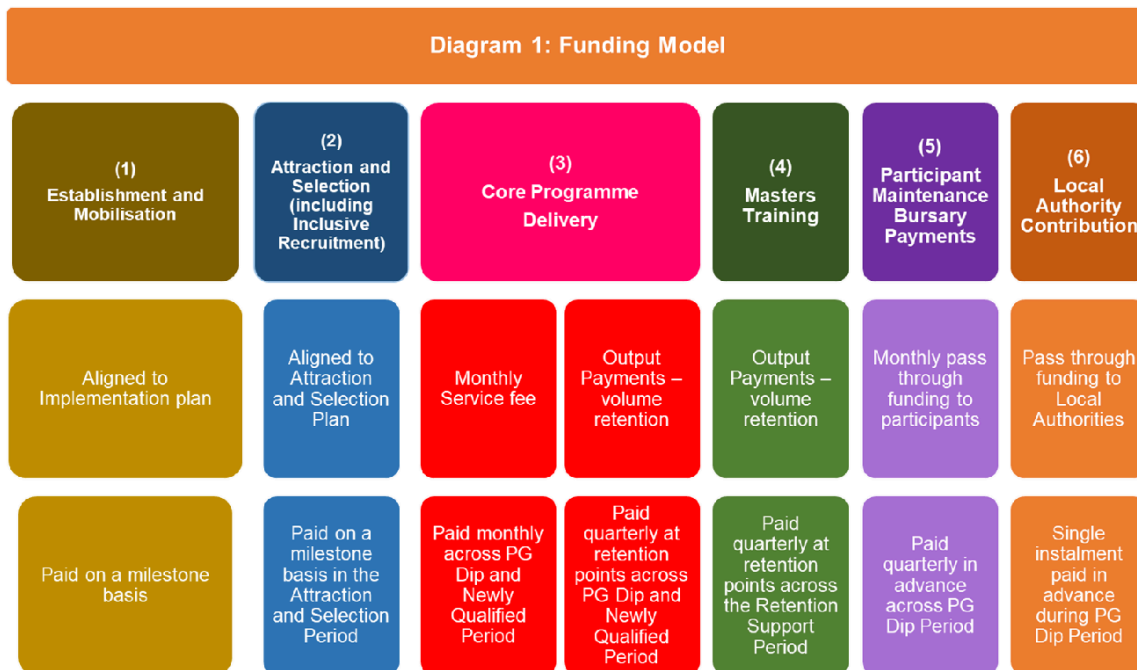 Diagram 1: Funding Model
(1)
Establishment and
Mobilisation
(2)
Attraction and
Selection
(including
Inclusive
Recruitment)
(3)
Core Programme
Delivery
(4)
Masters
Training
(5)
Participant
Maintenance
Bursary
Payments
(6)
Local
Authority
Contribution
Aligned to
Implementation plan
Aligned to
Attraction
and Selection
Plan
Monthly
Service fee
Output
Payments –
volume
retention
Output
Payments –
volume
retention
Monthly pass
through
funding to
participants
Pass through
funding to
Local
Authorities
Paid on a milestone
basis
Paid on a
milestone
basis in the
Attraction
and Selection
Period
Paid monthly
across PG
Dip and
Newly
Qualified
Period
Paid
quarterly at
retention
points across
PG Dip and
Newly
Qualified
Period
Paid
quarterly at
retention
points across
the Retention
Support
Period
Paid
quarterly in
advance
across PG
Dip Period
Single
instalment
paid in
advance
during PG
Dip Period